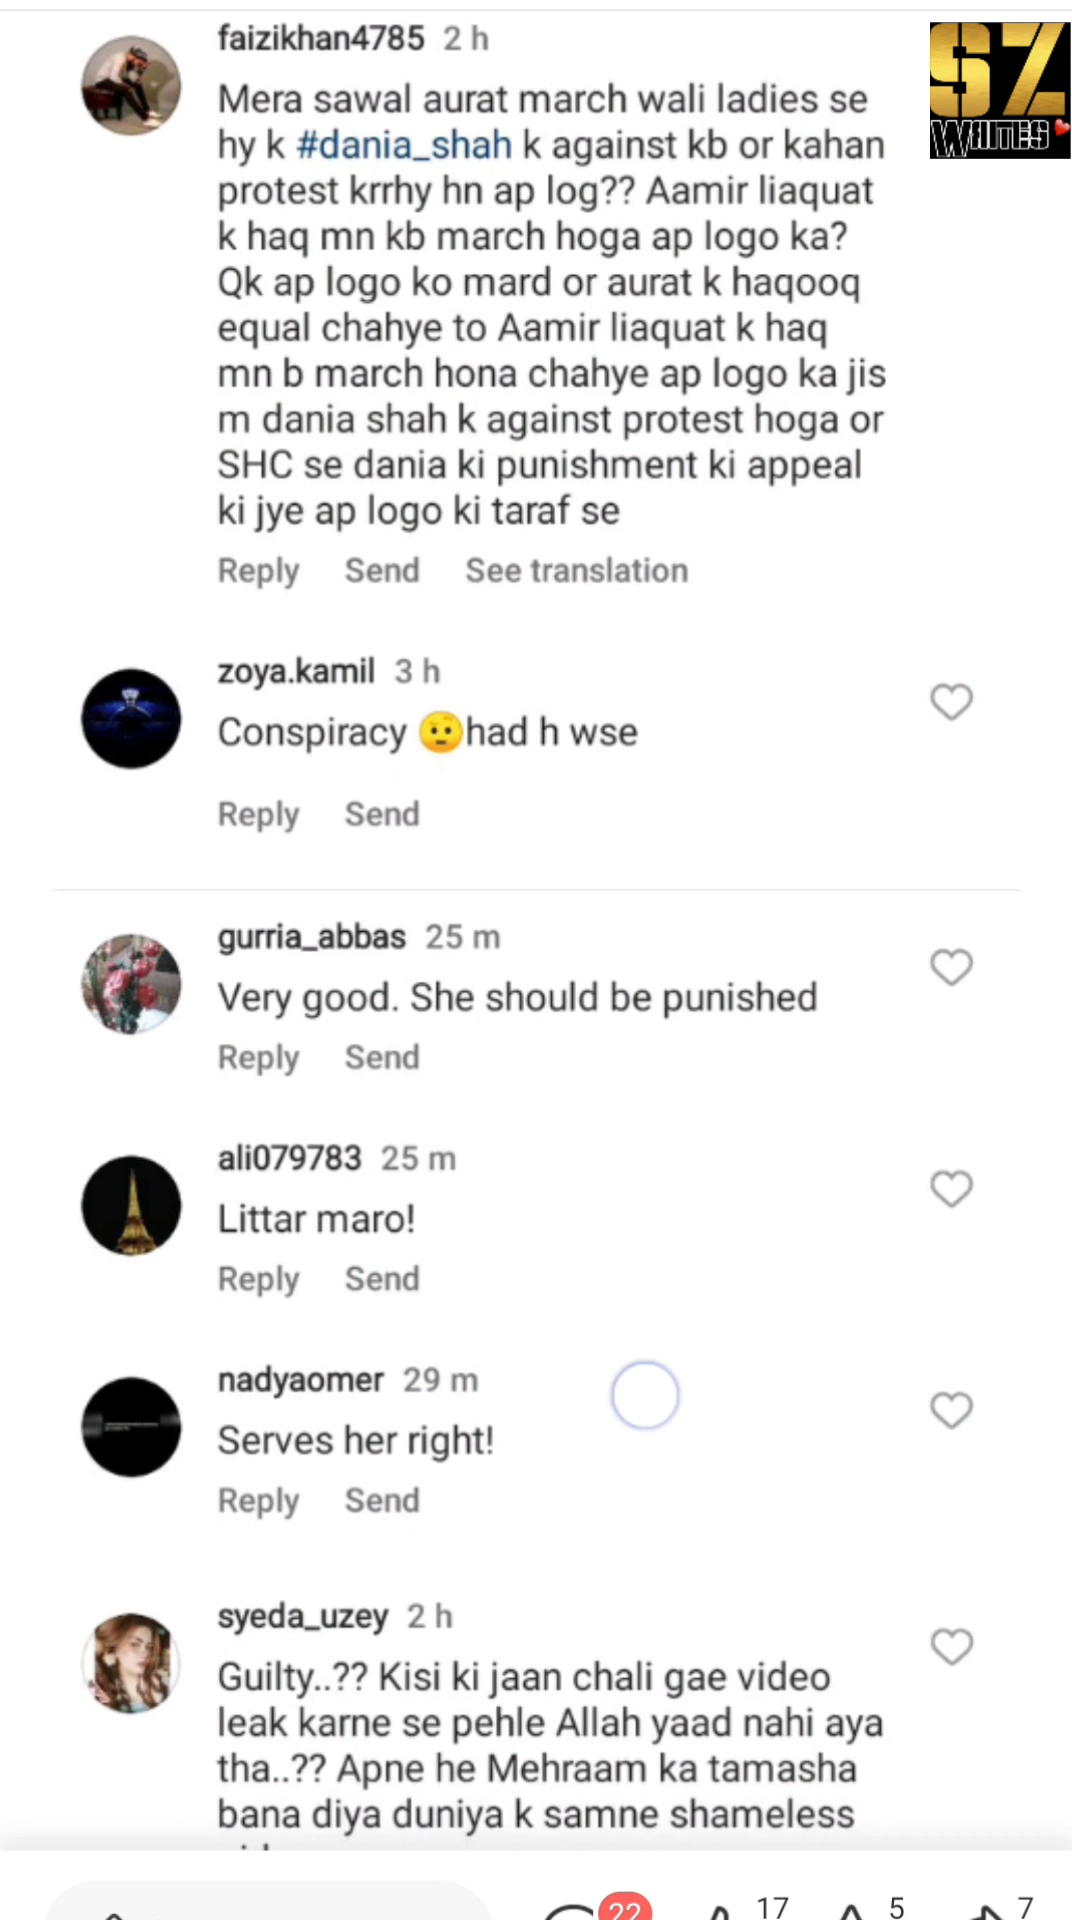 faizikhan4785 2 h
SZ
WRITES
Mera sawal aurat march wali ladies se
hy k #dania_shah k against kb or kahan
protest krrhy hn ap log?? Aamir liaquat
k haq mn kb march hoga ap logo ka?
Qk ap logo ko mard or aurat k haqooq
equal chahye to Aamir liaquat k haq
mn b march hona chahye ap logo ka jis
m dania shah k against protest hoga or
SHC se dania ki punishment ki appeal
ki jye ap logo ki taraf se
Reply Send See translation
zoya.kamil 3 h
Conspiracy 🤨had h wse
Reply Send
gurria_abbas 25 m
Very good. She should be punished
Reply Send
ali079783 25 m
Littar maro!
Reply Send
nadyaomer 29 m
Serves her right!
Reply Send
syeda_uzey 2 h
Guilty..?? Kisi ki jaan chali gae video
leak karne se pehle Allah yaad nahi aya
tha..?? Apne he Mehraam ka tamasha
bana diya duniya k samne shameless
22 17 5 7